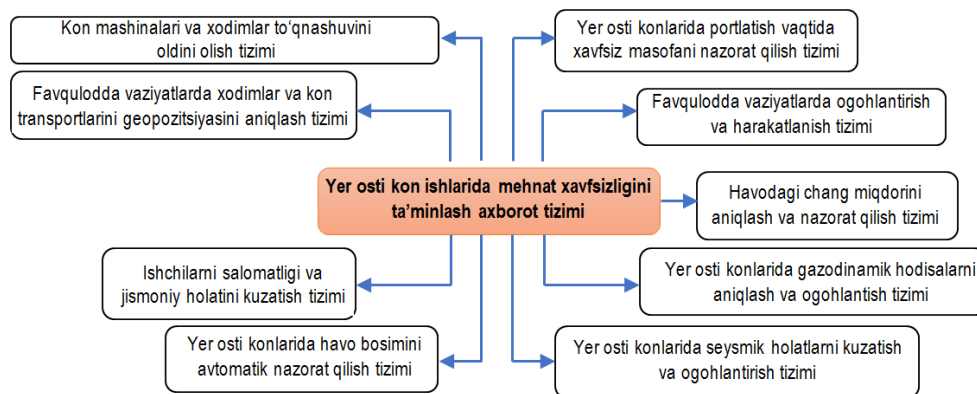 Kon mashinalari va xodimlar to‘qnashuvini
oldini olish tizimi
Yer osti konlarida portlatish vaqtida
xavfsiz masofani nazorat qilish tizimi
Favqulodda vaziyatlarda xodimlar va kon
transportlarini geopozitsiyasini aniqlash tizimi
Favqulodda vaziyatlarda ogohlantirish
va harakatlanish tizimi
Yer osti kon ishlarida mehnat xavfsizligini
ta’minlash axborot tizimi
Havodagi chang miqdorini
aniqlash va nazorat qilish tizimi
Ishchilarni salomatligi va
jismoniy holatini kuzatish tizimi
Yer osti konlarida gazodinamik hodisalarni
aniqlash va ogohlantish tizimi
Yer osti konlarida havo bosimini
avtomatik nazorat qilish tizimi
Yer osti konlarida seysmik holatlarni kuzatish
va ogohlantirish tizimi